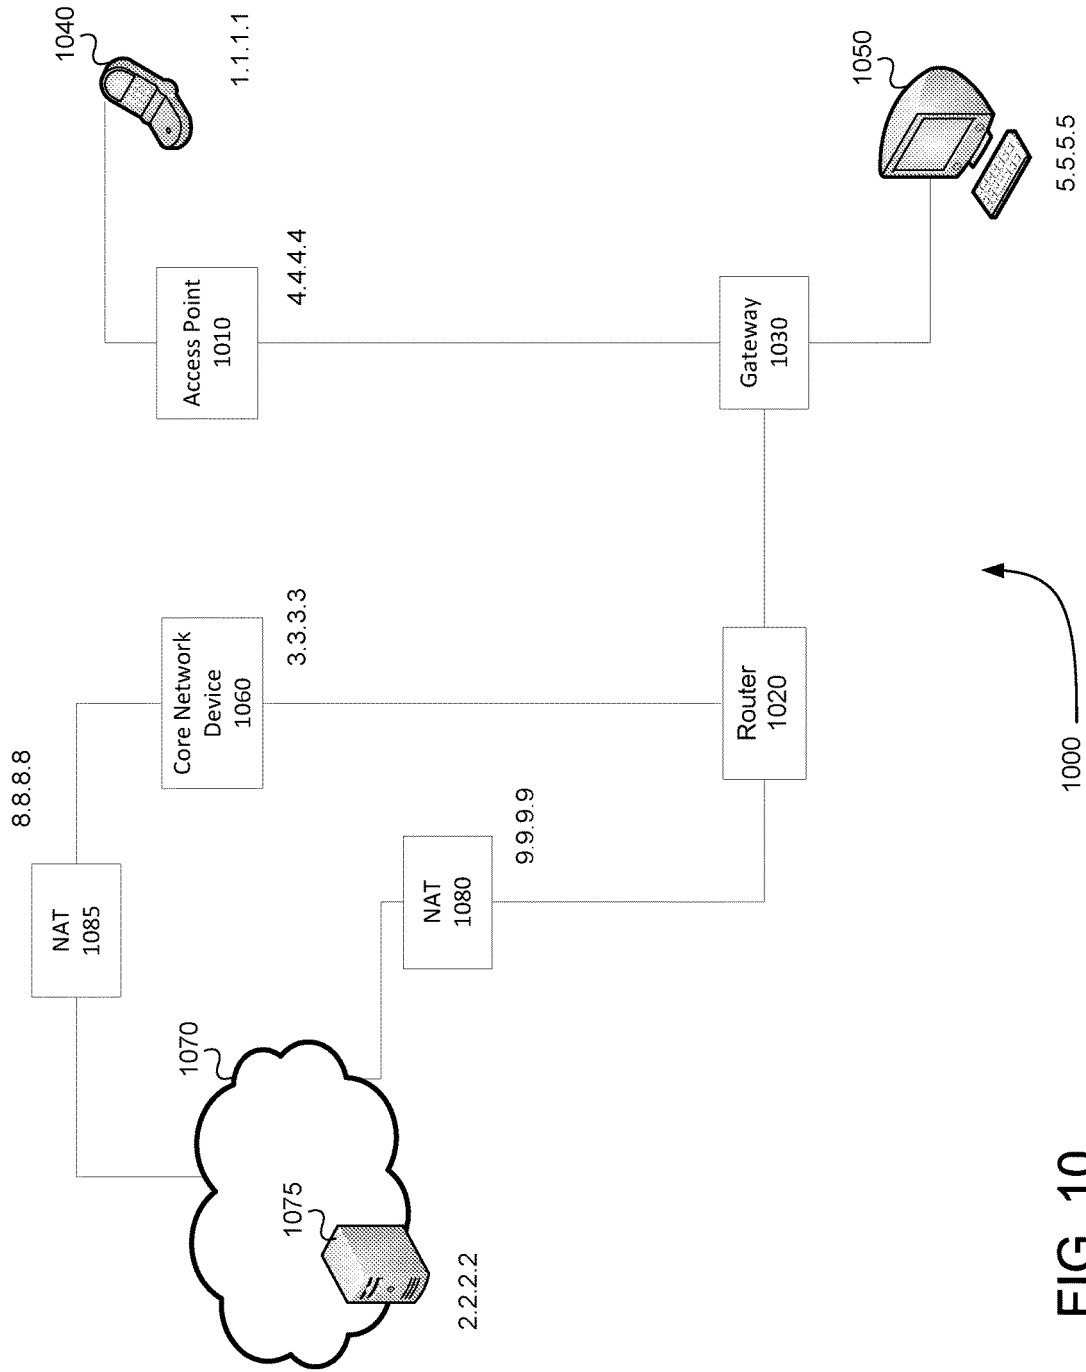 8.8.8.8
NAT
1085
1070
1075
2.2.2.2
Core Network
Device
1060
3.3.3.3
NAT
1080
9.9.9.9
1040
1.1.1.1
Access Point
1010
4.4.4.4
Router
1020
Gateway
1030
1050
5.5.5.5
1000
FIG. 10